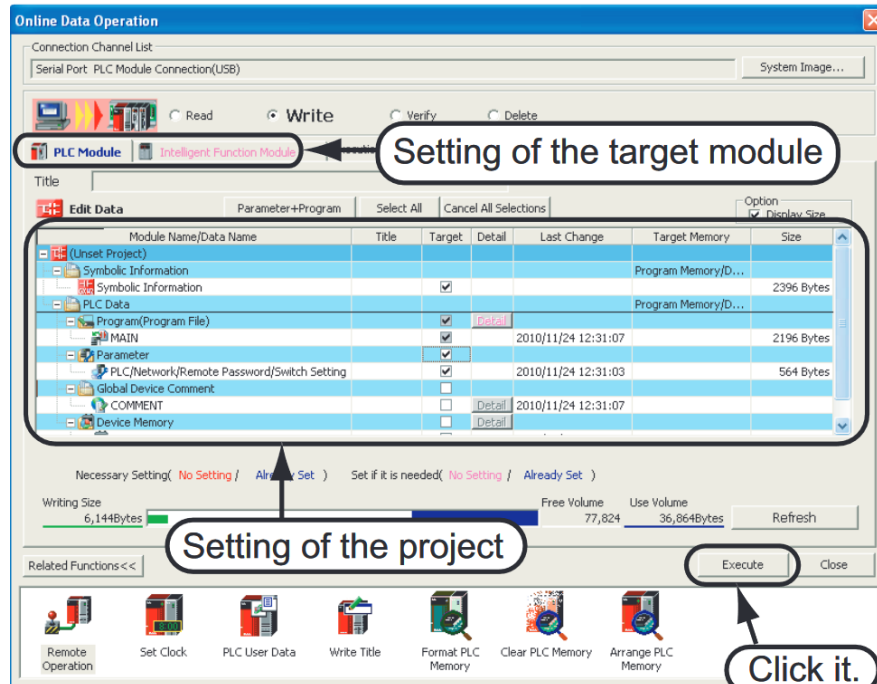 Online Data Operation
Connection Channel List
Serial Port PLC Module Connection(USB)
System Image...
Read
Write
Verify
Delete
PLC Module
Intelligent Function Module
Setting of the target module
Title
Edit Data
Parameter+Program
Select All
Cancel All Selections
Option
Display Size
Module Name/Data Name Title Target Detail Last Change Target Memory Size
(Unset Project)
Symbolic Information Program Memory/D...
Symbolic Information 2396 Bytes
PLC Data Program Memory/D...
Program(Program File) Detail
MAIN 2010/11/24 12:31:07 2196 Bytes
Parameter
PLC/Network/Remote Password/Switch Setting 2010/11/24 12:31:03 564 Bytes
Global Device Comment
COMMENT Detail 2010/11/24 12:31:07
Device Memory Detail
Necessary Setting( No Setting / Already Set ) Set if it is needed( No Setting / Already Set )
Writing Size Free Volume Use Volume
6,144Bytes 77,824 36,864Bytes Refresh
Setting of the project
Related Functions<<
Execute
Close
Remote
Operation
Set Clock
PLC User Data
Write Title
Format PLC
Memory
Clear PLC Memory
Arrange PLC
Memory
Click it.